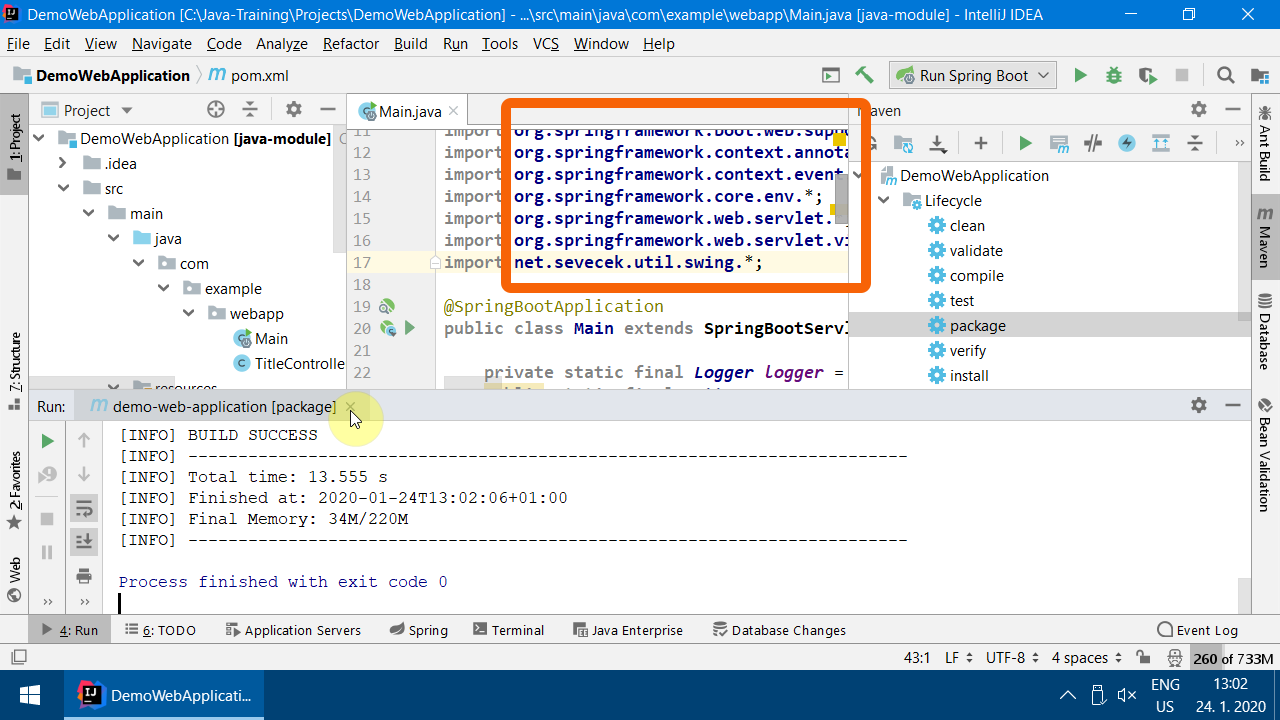 DemoWebApplication [C:\Java-Training\Projects\DemoWebApplication] - ...\src\main\java\com\example\webapp\Main.java [java-module] - IntelliJ IDEA
File Edit View Navigate Code Analyze Refactor Build Run Tools VCS Window Help
DemoWebApplication pom.xml Run Spring Boot
1: Project
7: Structure
2: Favorites
Web
Project
DemoWebApplication [java-module]
.idea
src
main
java
com
example
webapp
Main
TitleControlle
resources
Main.java
11 import org.springframework.boot.web.suppo
12 import org.springframework.context.annota
13 import org.springframework.context.event.
14 import org.springframework.core.env.*;
15 import org.springframework.web.servlet.
16 import org.springframework.web.servlet.vi
17 import net.sevecek.util.swing.*;
18
19 @SpringBootApplication
20 public class Main extends SpringBootServl
21
22 private static final Logger logger =
Maven
DemoWebApplication
Lifecycle
clean
validate
compile
test
package
verify
install
Ant Build
Maven
Database
Bean Validation
Run: demo-web-application [package]
[INFO] BUILD SUCCESS
[INFO] ------------------------------------------------------------------------
[INFO] Total time: 13.555 s
[INFO] Finished at: 2020-01-24T13:02:06+01:00
[INFO] Final Memory: 34M/220M
[INFO] ------------------------------------------------------------------------
Process finished with exit code 0
4: Run 6: TODO Application Servers Spring Terminal Java Enterprise Database Changes Event Log
43:1 LF UTF-8 4 spaces 260 of 733M
DemoWebApplicati...
ENG
US
13:02
24. 1. 2020